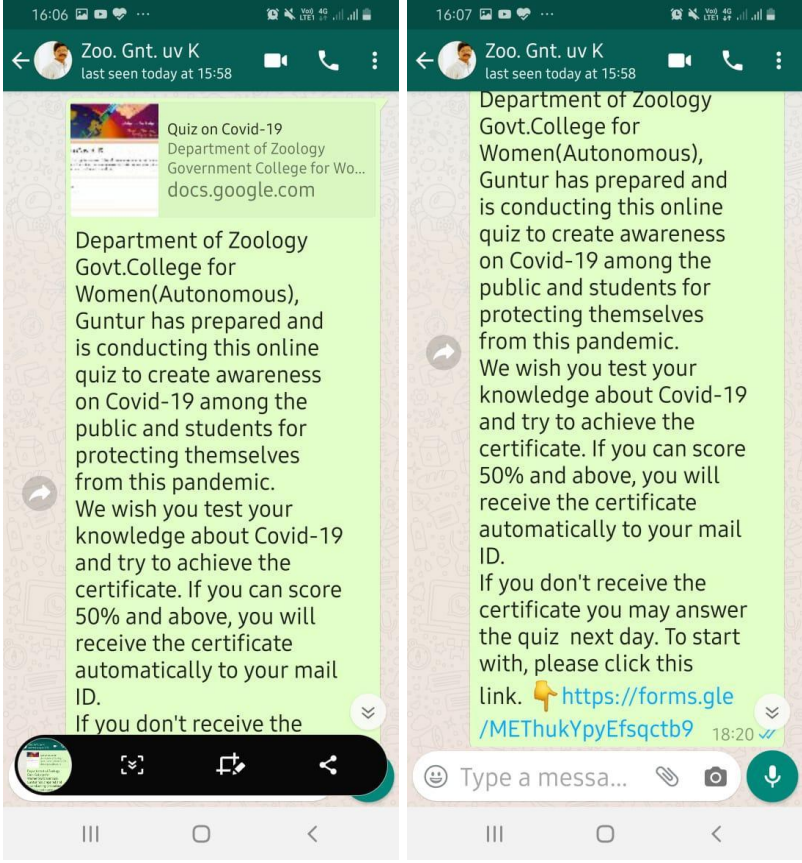 16:06
Voi) 4G
LTE1
Zoo. Gnt. uv K
last seen today at 15:58
Quiz on Covid-19
Department of Zoology
Government College for Wo...
docs.google.com
Department of Zoology
Govt.College for
Women(Autonomous),
Guntur has prepared and
is conducting this online
quiz to create awareness
on Covid-19 among the
public and students for
protecting themselves
from this pandemic.
We wish you test your
knowledge about Covid-19
and try to achieve the
certificate. If you can score
50% and above, you will
receive the certificate
automatically to your mail
ID.
If you don't receive the
16:07
Voi) 4G
LTE1
Zoo. Gnt. uv K
last seen today at 15:58
Department of Zoology
Govt.College for
Women(Autonomous),
Guntur has prepared and
is conducting this online
quiz to create awareness
on Covid-19 among the
public and students for
protecting themselves
from this pandemic.
We wish you test your
knowledge about Covid-19
and try to achieve the
certificate. If you can score
50% and above, you will
receive the certificate
automatically to your mail
ID.
If you don't receive the
certificate you may answer
the quiz  next day. To start
with, please click this
link. 👇 https://forms.gle
/METhukYpyEfsqctb9 18:20
Type a messa...